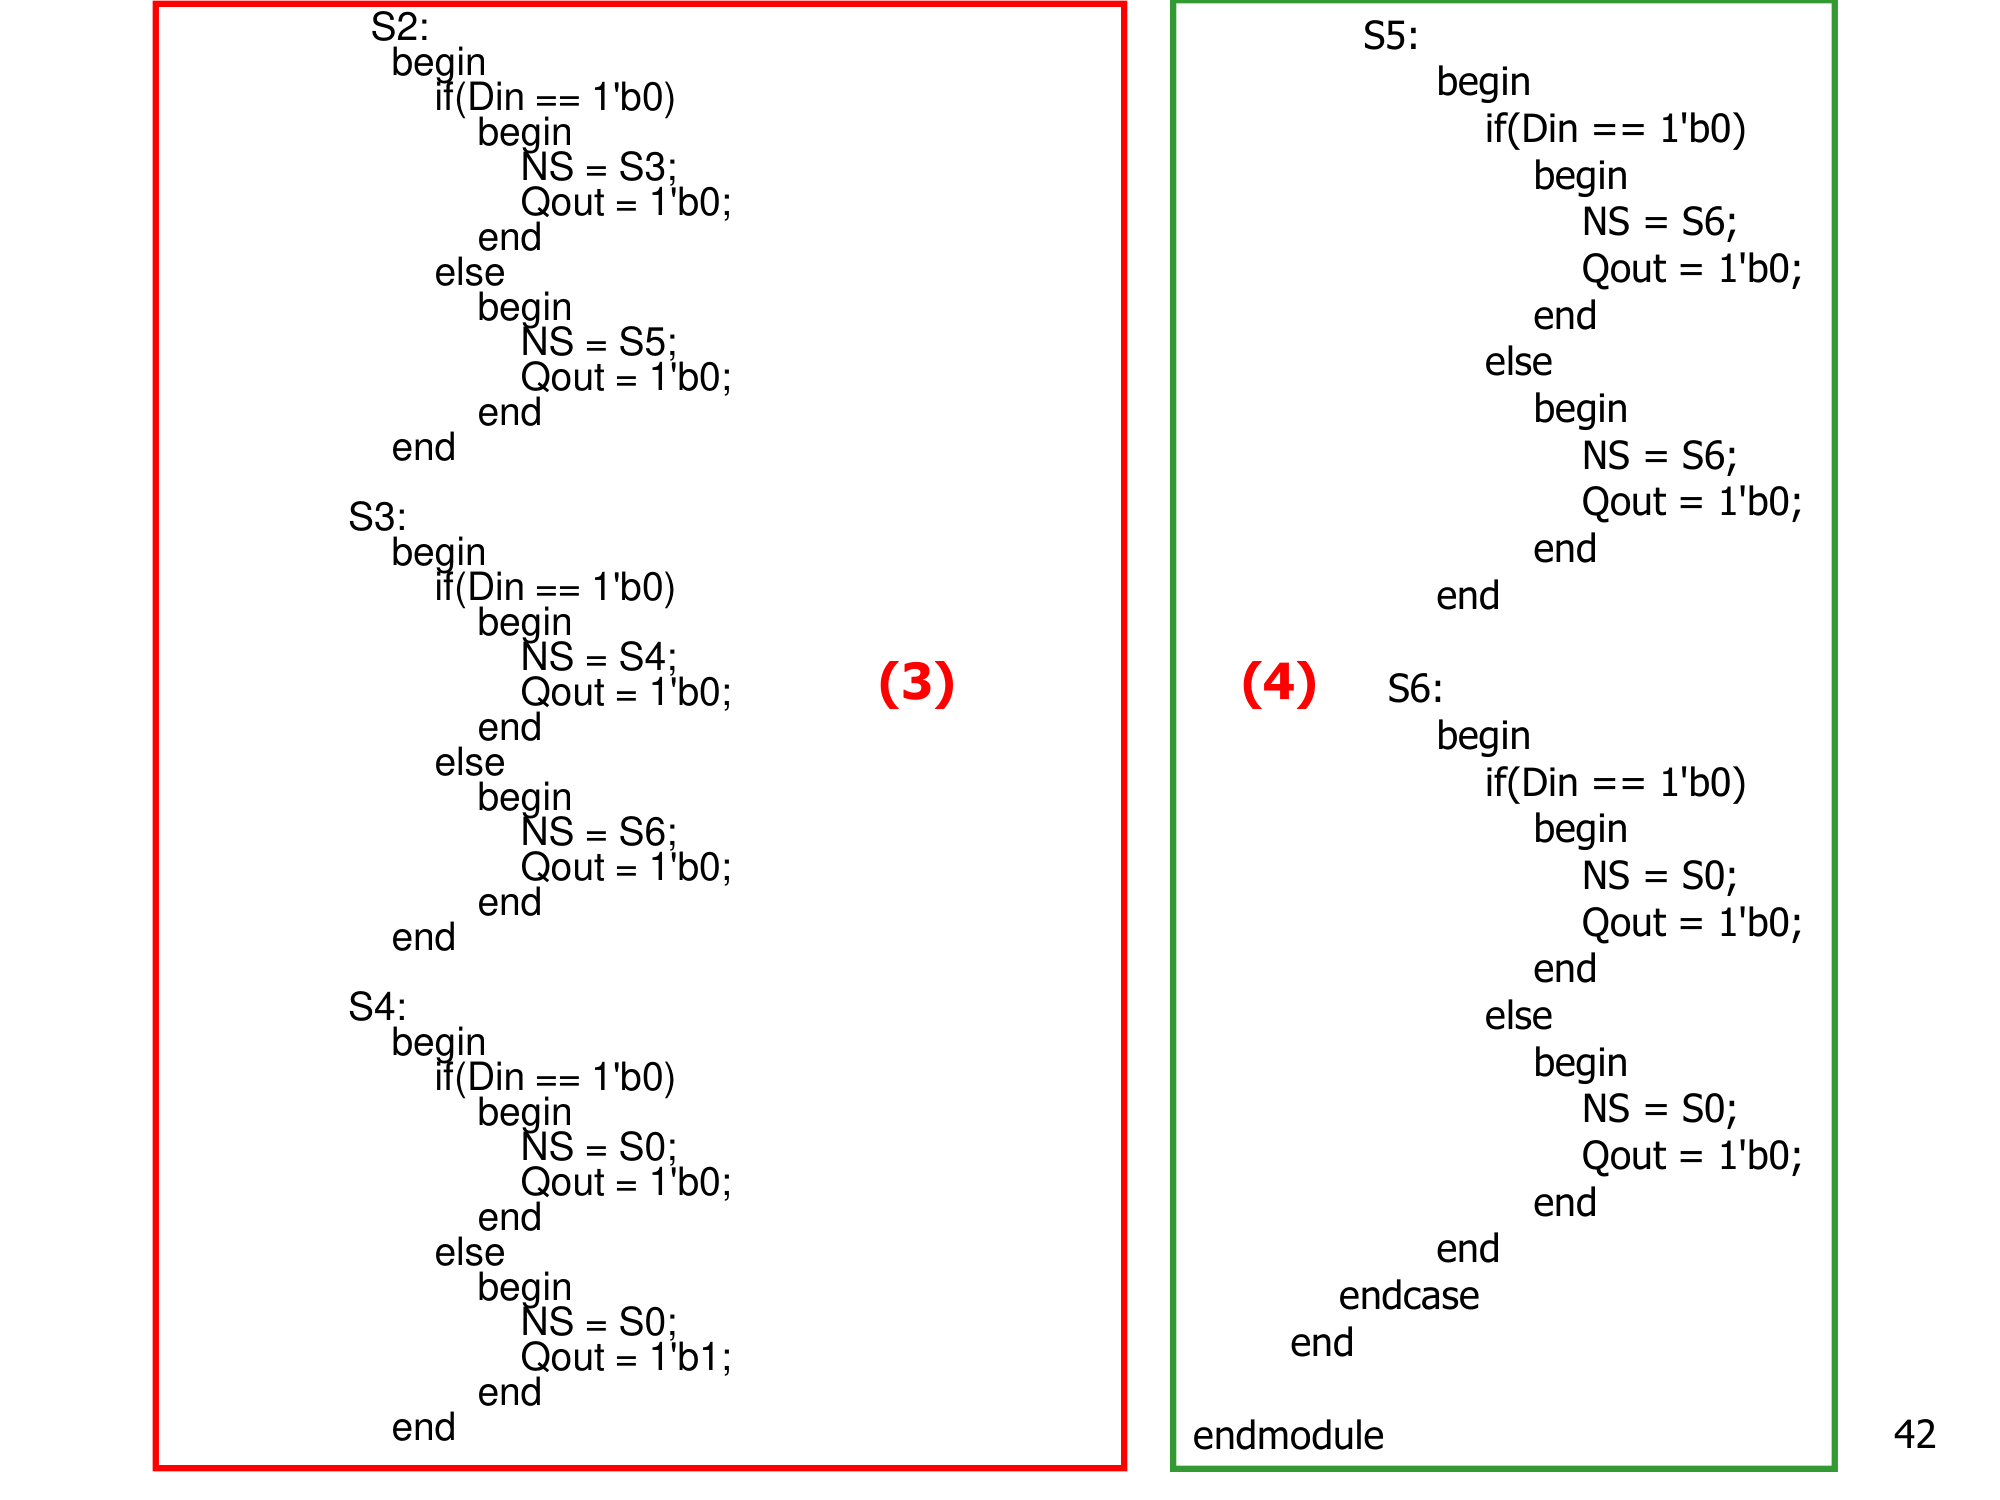 S2:
begin
if(Din == 1'b0)
begin
NS = S3;
Qout = 1'b0;
end
else
begin
NS = S5;
Qout = 1'b0;
end
end
S3:
begin
if(Din == 1'b0)
begin
NS = S4;
Qout = 1'b0;
end
else
begin
NS = S6;
Qout = 1'b0;
end
end
S4:
begin
if(Din == 1'b0)
begin
NS = S0;
Qout = 1'b0;
end
else
begin
NS = S0;
Qout = 1'b1;
end
end
(3)
S5:
begin
if(Din == 1'b0)
begin
NS = S6;
Qout = 1'b0;
end
else
begin
NS = S6;
Qout = 1'b0;
end
end
(4)
S6:
begin
if(Din == 1'b0)
begin
NS = S0;
Qout = 1'b0;
end
else
begin
NS = S0;
Qout = 1'b0;
end
end
endcase
end
endmodule
42